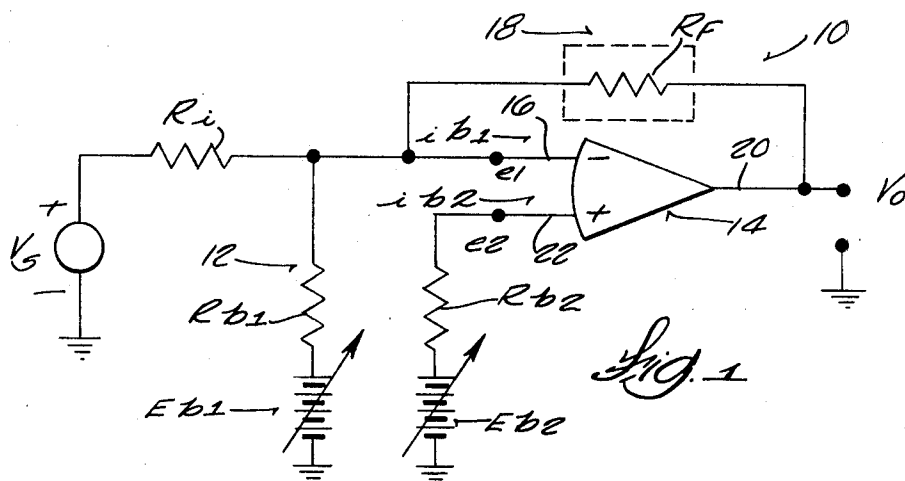 18 RF 10
Ri
ib1 16
e1
20
ib2
+ - + Vo
VS
e2 22 14
-
12
Rb1 Rb2
Eb1 Eb2
Fig. 1